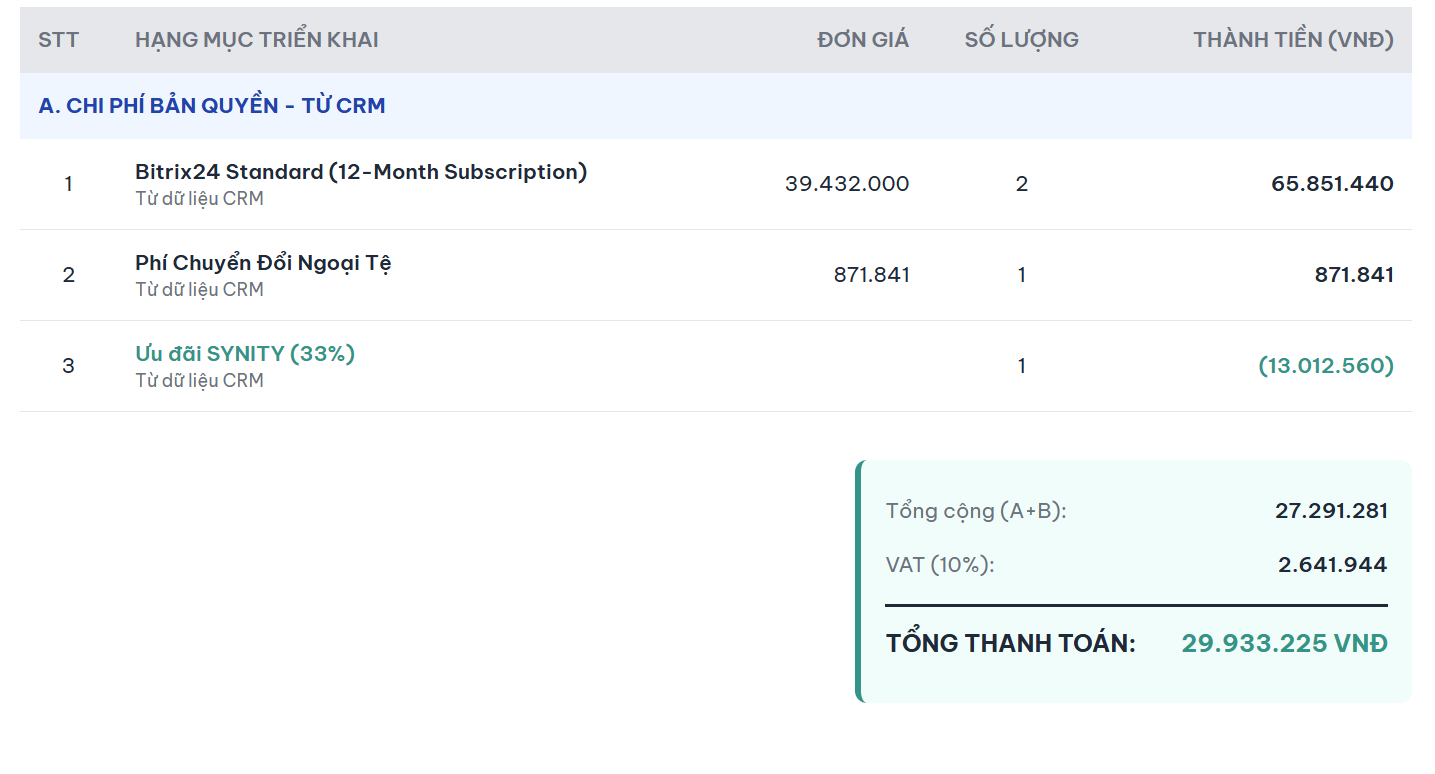 STT HẠNG MỤC TRIỂN KHAI ĐƠN GIÁ SỐ LƯỢNG THÀNH TIỀN (VNĐ)
A. CHI PHÍ BẢN QUYỀN - TỪ CRM
1 Bitrix24 Standard (12-Month Subscription) 39.432.000 2 65.851.440
Từ dữ liệu CRM
2 Phí Chuyển Đổi Ngoại Tệ 871.841 1 871.841
Từ dữ liệu CRM
3 Ưu đãi SYNITY (33%) 1 (13.012.560)
Từ dữ liệu CRM
Tổng cộng (A+B): 27.291.281
VAT (10%): 2.641.944
TỔNG THANH TOÁN: 29.933.225 VNĐ